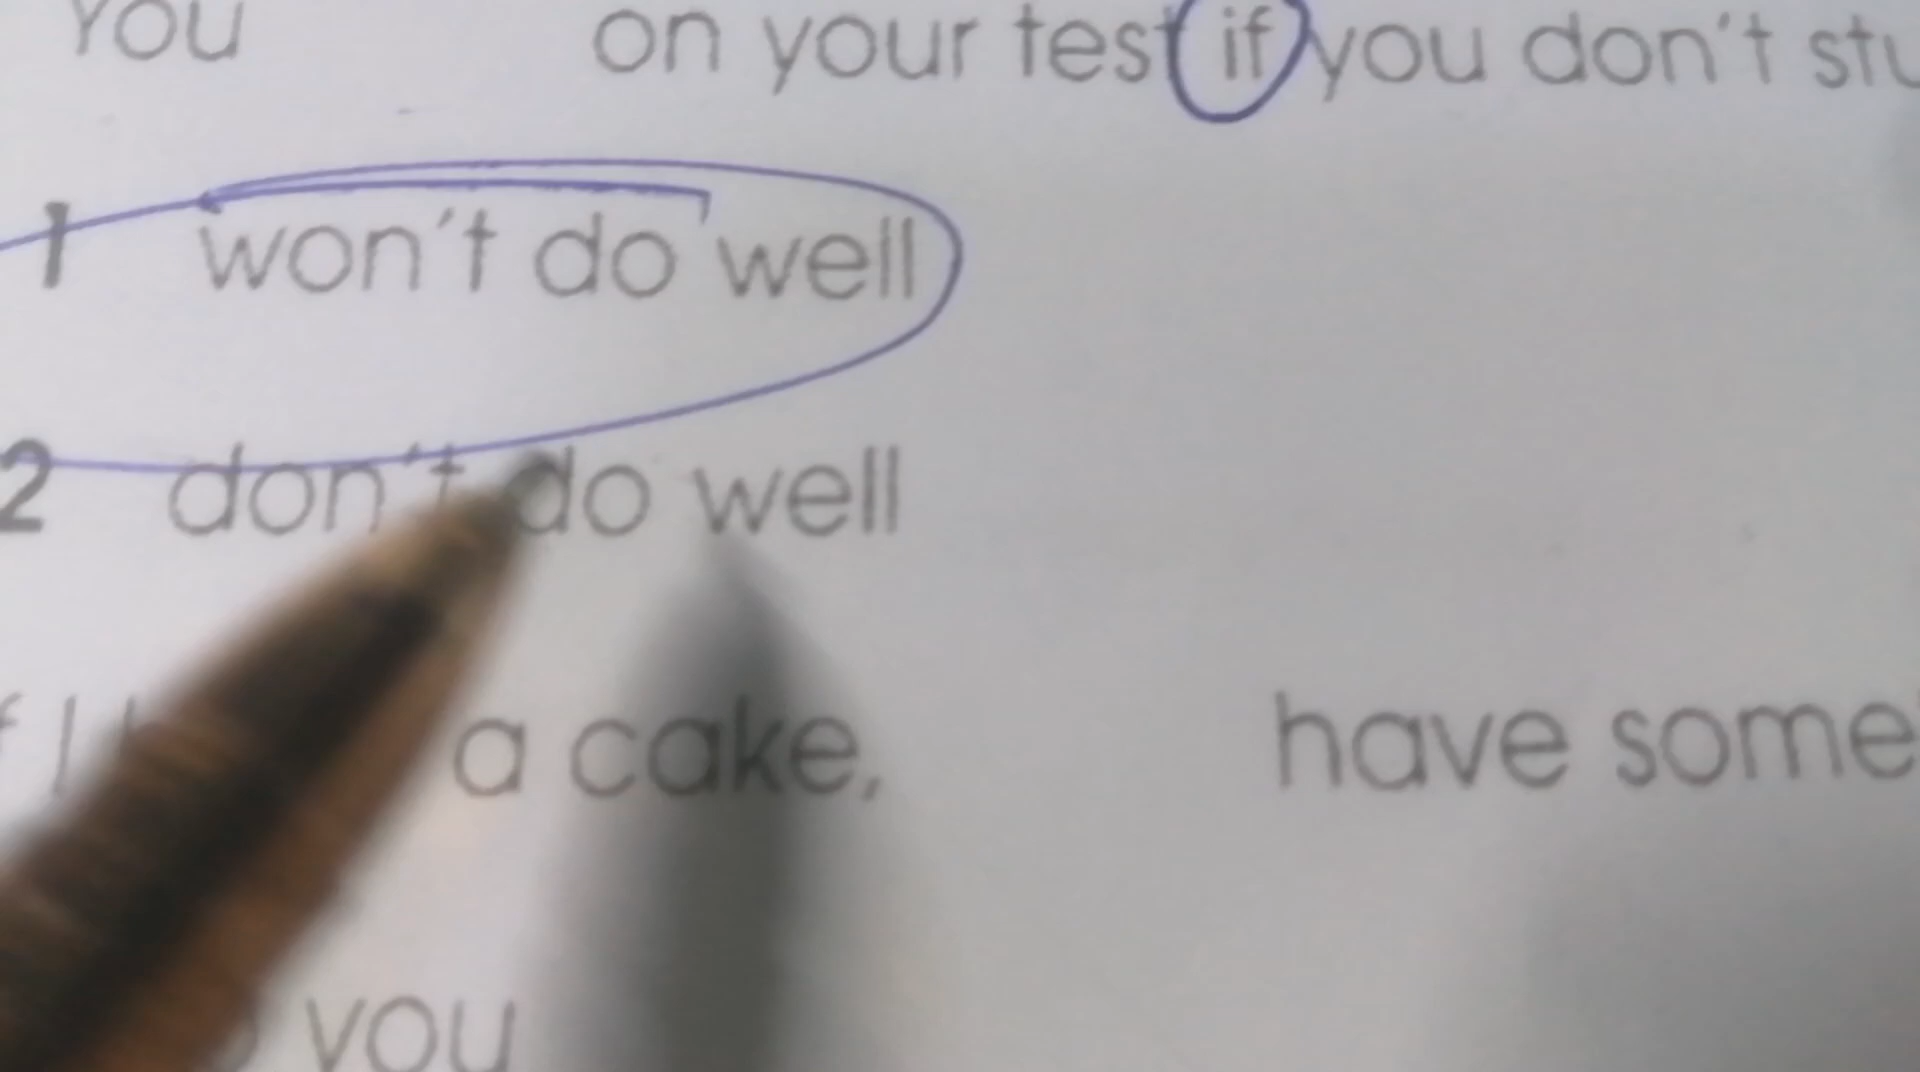 You on your test if you don't
1 won't do well
2 don't do well
I a cake, have some
you